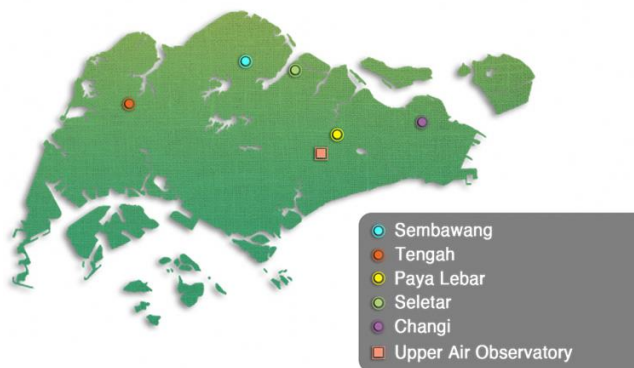 Sembawang
Tengah
Paya Lebar
Seletar
Changi
Upper Air Observatory